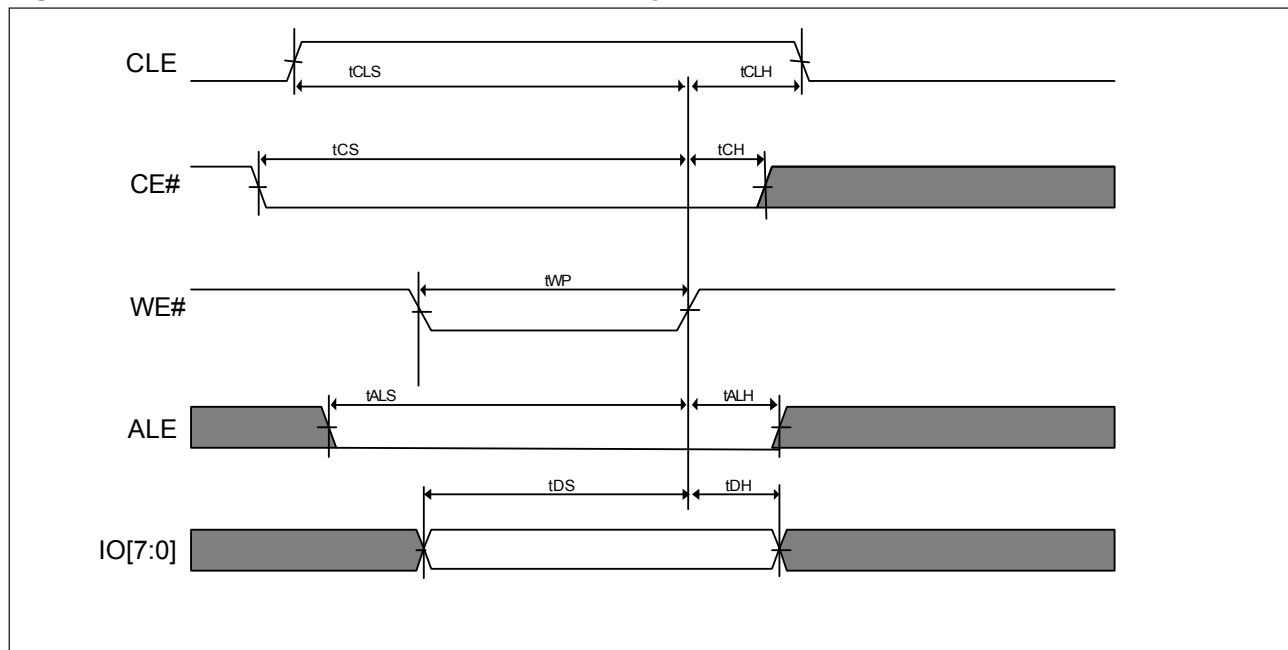 CLE
tCLS tCLH
tCS tCH
CE#
tWP
WE#
tALS tALH
ALE
tDS tDH
IO[7:0]